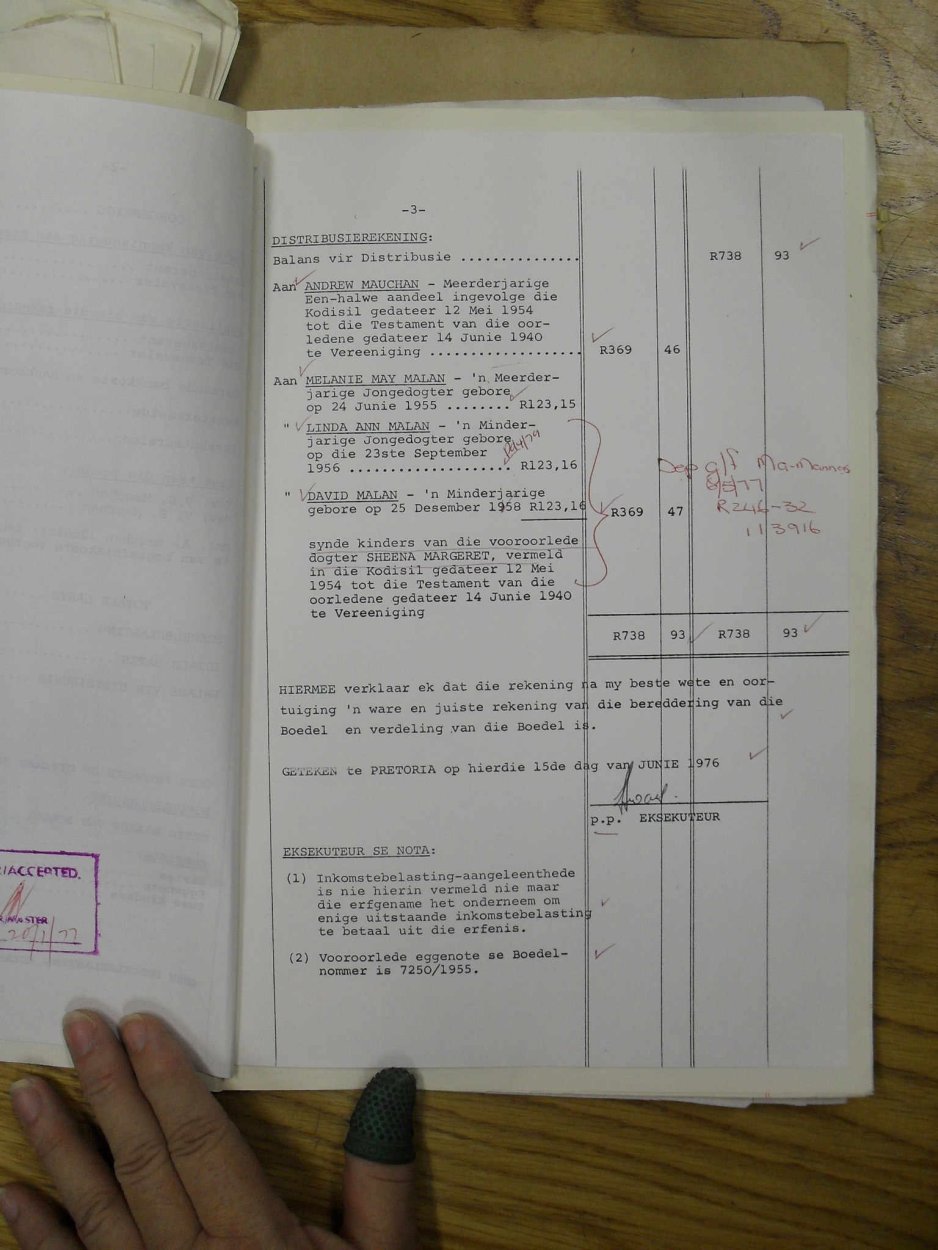 -3-
DISTRIBUSIEREKENING:
Balans vir Distribusie ............... R738 93
Aan ANDREW MAUCHAN - Meerderjarige
Een-halwe aandeel ingevolge die
Kodisil gedateer 12 Mei 1954
tot die Testament van die oor-
ledene gedateer 14 Junie 1940
te Vereeniging ................... R369 46
Aan MELANIE MAY MALAN - 'n Meerder-
jarige Jongedogter gebore
op 24 Junie 1955 ........ R123,15
" LINDA ANN MALAN - 'n Minder-
jarige Jongedogter gebore
op die 23ste September
1956 .................... R123,16
" DAVID MALAN - 'n Minderjarige
gebore op 25 Desember 1958 R123,16 R369 47
Dep g/f
R246-32
113916
synde kinders van die vooroorlede
dogter SHEENA MARGERET, vermeld
in die Kodisil gedateer 12 Mei
1954 tot die Testament van die
oorledene gedateer 14 Junie 1940
te Vereeniging
R738 93 R738 93
HIERMEE verklaar ek dat die rekening na my beste wete en oor-
tuiging 'n ware en juiste rekening van die bereddering van die
Boedel en verdeling van die Boedel is.
GETEKEN te PRETORIA op hierdie 15de dag van JUNIE 1976
p.p. EKSEKUTEUR
EKSEKUTEUR SE NOTA:
(1) Inkomstebelasting-aangeleenthede
is nie hierin vermeld nie maar
die erfgename het onderneem om
enige uitstaande inkomstebelasting
te betaal uit die erfenis.
(2) Vooroorlede eggenote se Boedel-
nommer is 7250/1955.
/ACCEPTED.
20/1/77